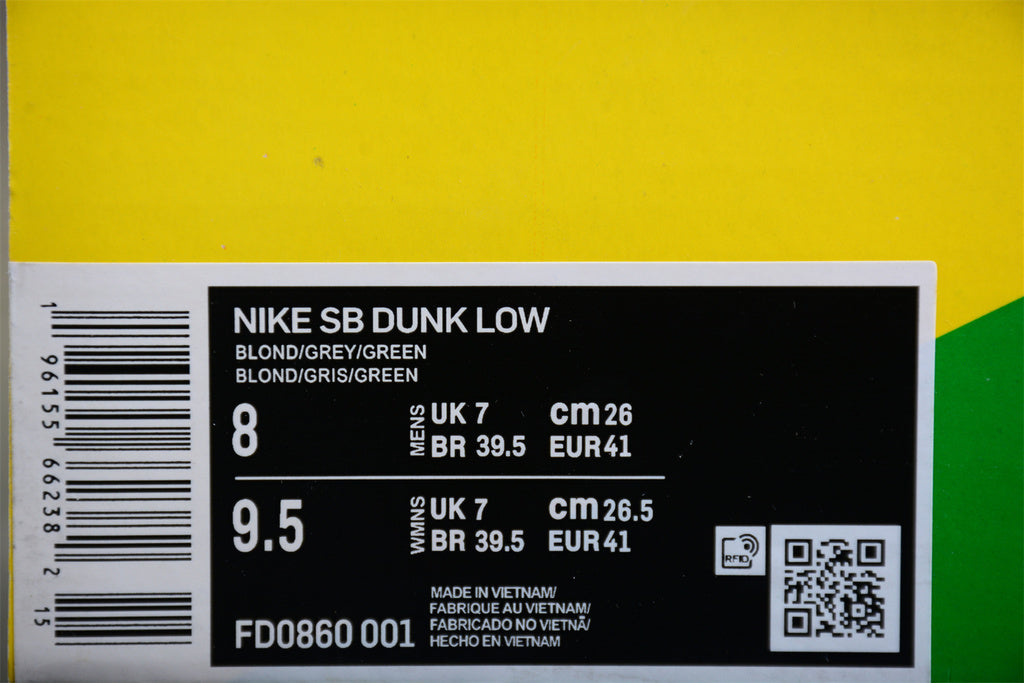 NIKE SB DUNK LOW
BLOND/GREY/GREEN
BLOND/GRIS/GREEN
8 MENS UK 7 cm 26
BR 39.5 EUR 41
9.5 WMNS UK 7 cm 26.5
BR 39.5 EUR 41
MADE IN VIETNAM/
FABRIQUE AU VIETNAM/
FABRICADO NO VIETNÃ/
HECHO EN VIETNAM
FD0860 001
RFID
1 96155 66238 2 15